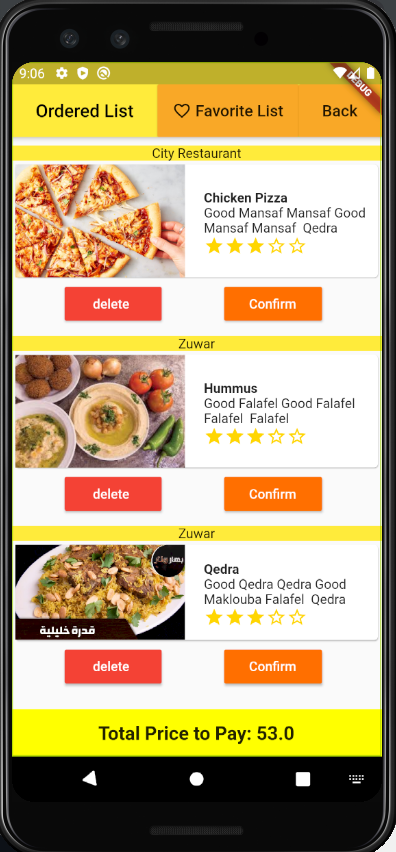 9:06
DEBUG
Ordered List
Favorite List
Back
City Restaurant
Chicken Pizza
Good Mansaf Mansaf Good
Mansaf Mansaf  Qedra
delete
Confirm
Zuwar
Hummus
Good Falafel Good Falafel
Falafel  Falafel
delete
Confirm
Zuwar
قدرة خليلية
Qedra
Good Qedra Qedra Good
Maklouba Falafel  Qedra
delete
Confirm
Total Price to Pay: 53.0